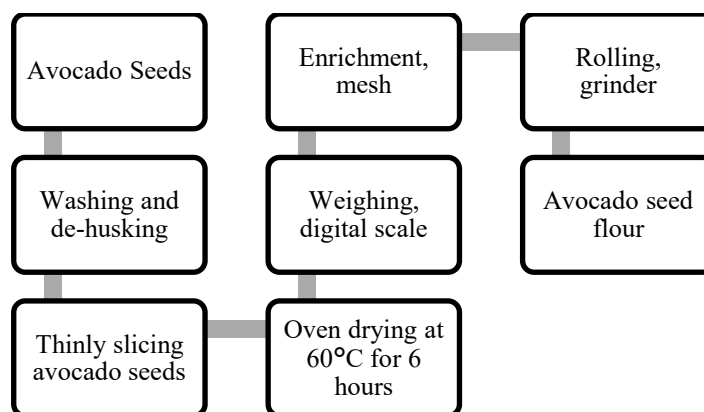 Avocado Seeds
Washing and
de-husking
Thinly slicing
avocado seeds
Oven drying at
60°C for 6
hours
Weighing,
digital scale
Enrichment,
mesh
Rolling,
grinder
Avocado seed
flour